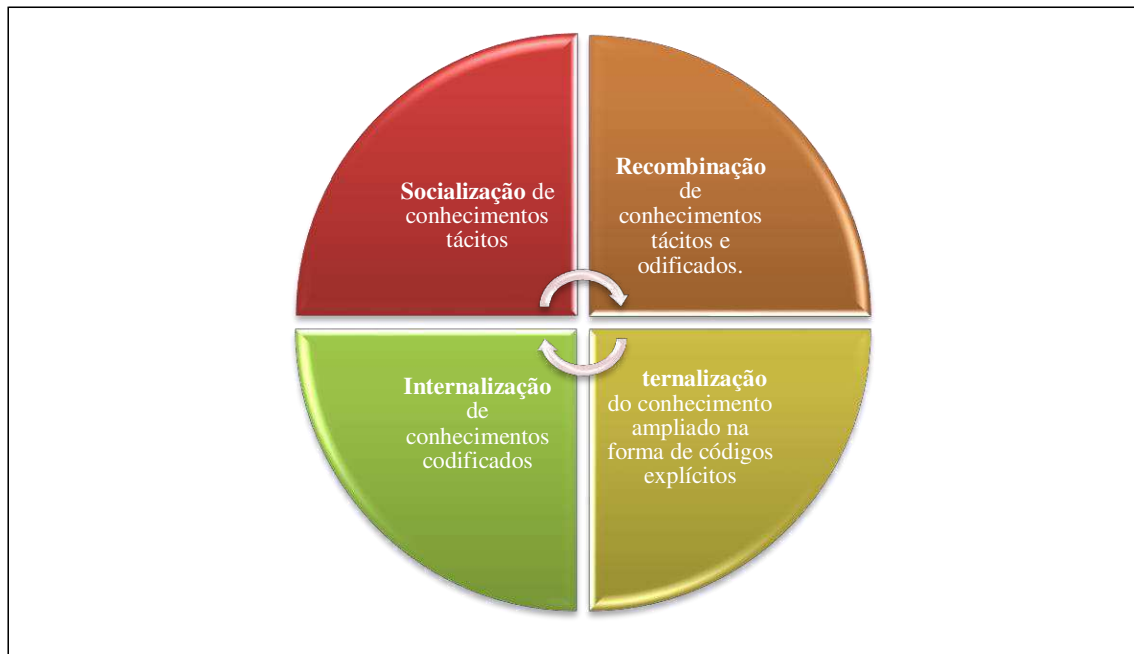 Socialização de
conhecimentos
tácitos
Recombinação
de
conhecimentos
tácitos e
odificados.
ternalização
do conhecimento
ampliado na
forma de códigos
explícitos
Internalização
de
conhecimentos
codificados